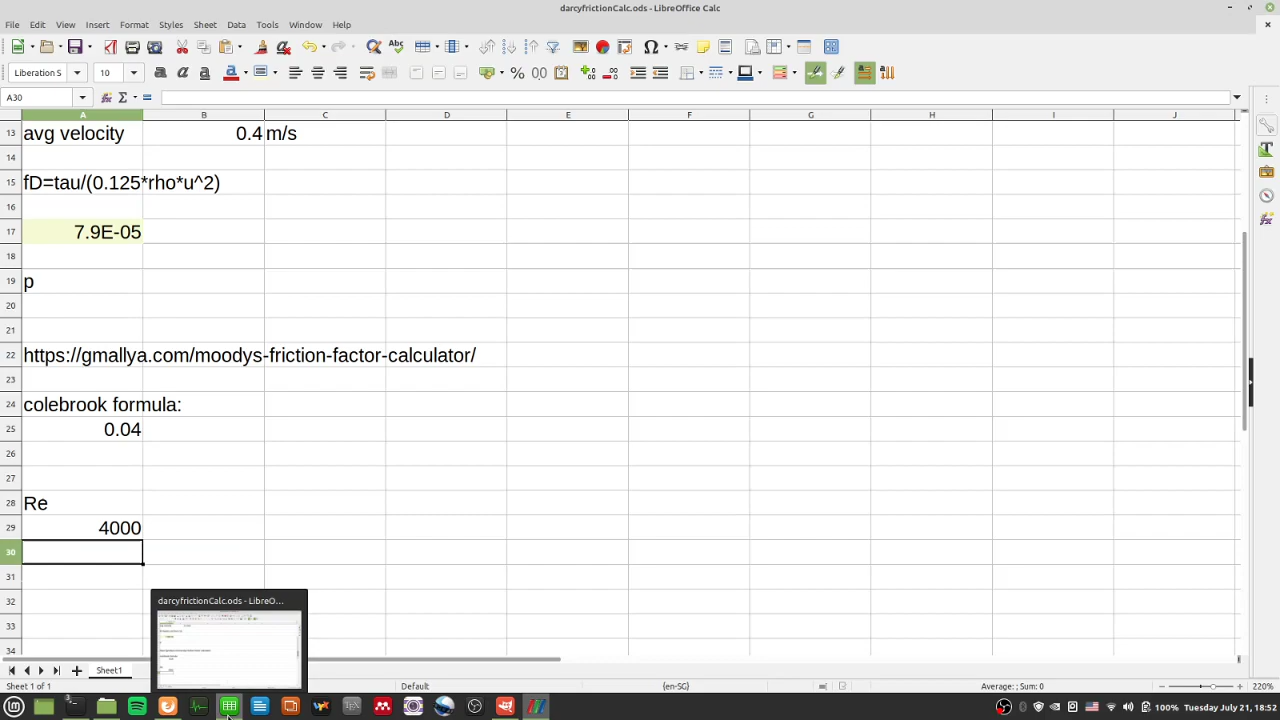 darcyfrictionCalc.ods - LibreOffice Calc
File Edit View Insert Format Styles Sheet Data Tools Window Help
Liberation S 10
A30
A B C D E F G H I J
13 avg velocity 0.4 m/s
14
15 fD=tau/(0.125*rho*u^2)
16
17 7.9E-05
18
19 p
20
21
22 https://gmallya.com/moodys-friction-factor-calculator/
23
24 colebrook formula:
25 0.04
26
27
28 Re
29 4000
30
31
32
33
34
darcyfrictionCalc.ods - LibreO...
Sheet1
Sheet 1 of 1 Default {en-SG} Average: ; Sum: 0 220%
100% Tuesday July 21, 18:52